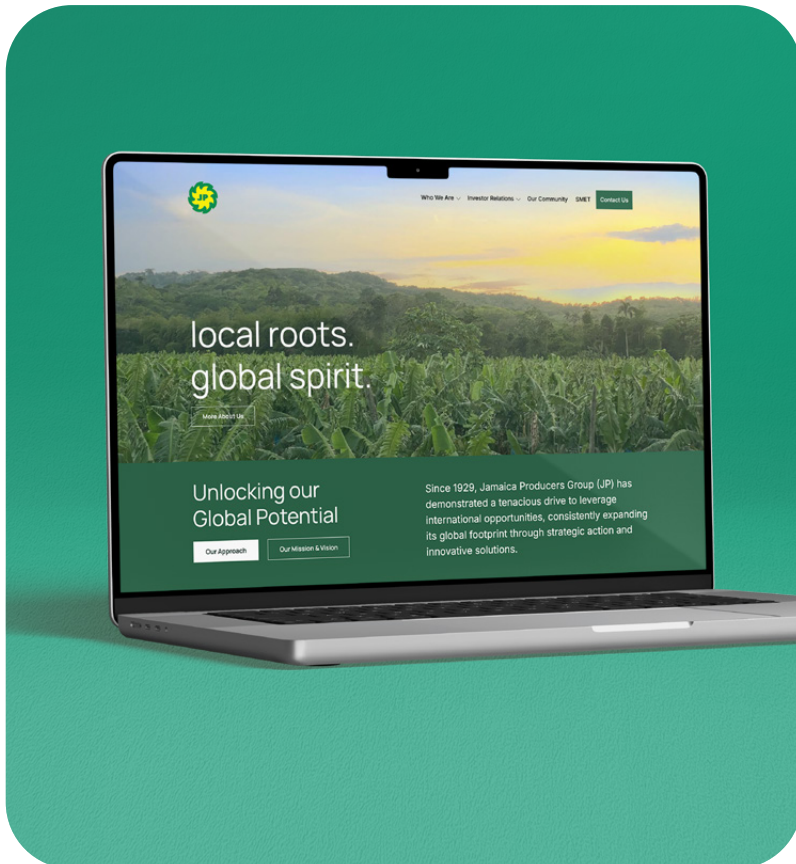 JP
Who We Are
Investor Relations
Our Community
SMET
Contact Us
local roots.
global spirit.
More About Us
Unlocking our
Global Potential
Our Approach
Our Mission & Vision
Since 1929, Jamaica Producers Group (JP) has
demonstrated a tenacious drive to leverage
international opportunities, consistently expanding
its global footprint through strategic action and
innovative solutions.